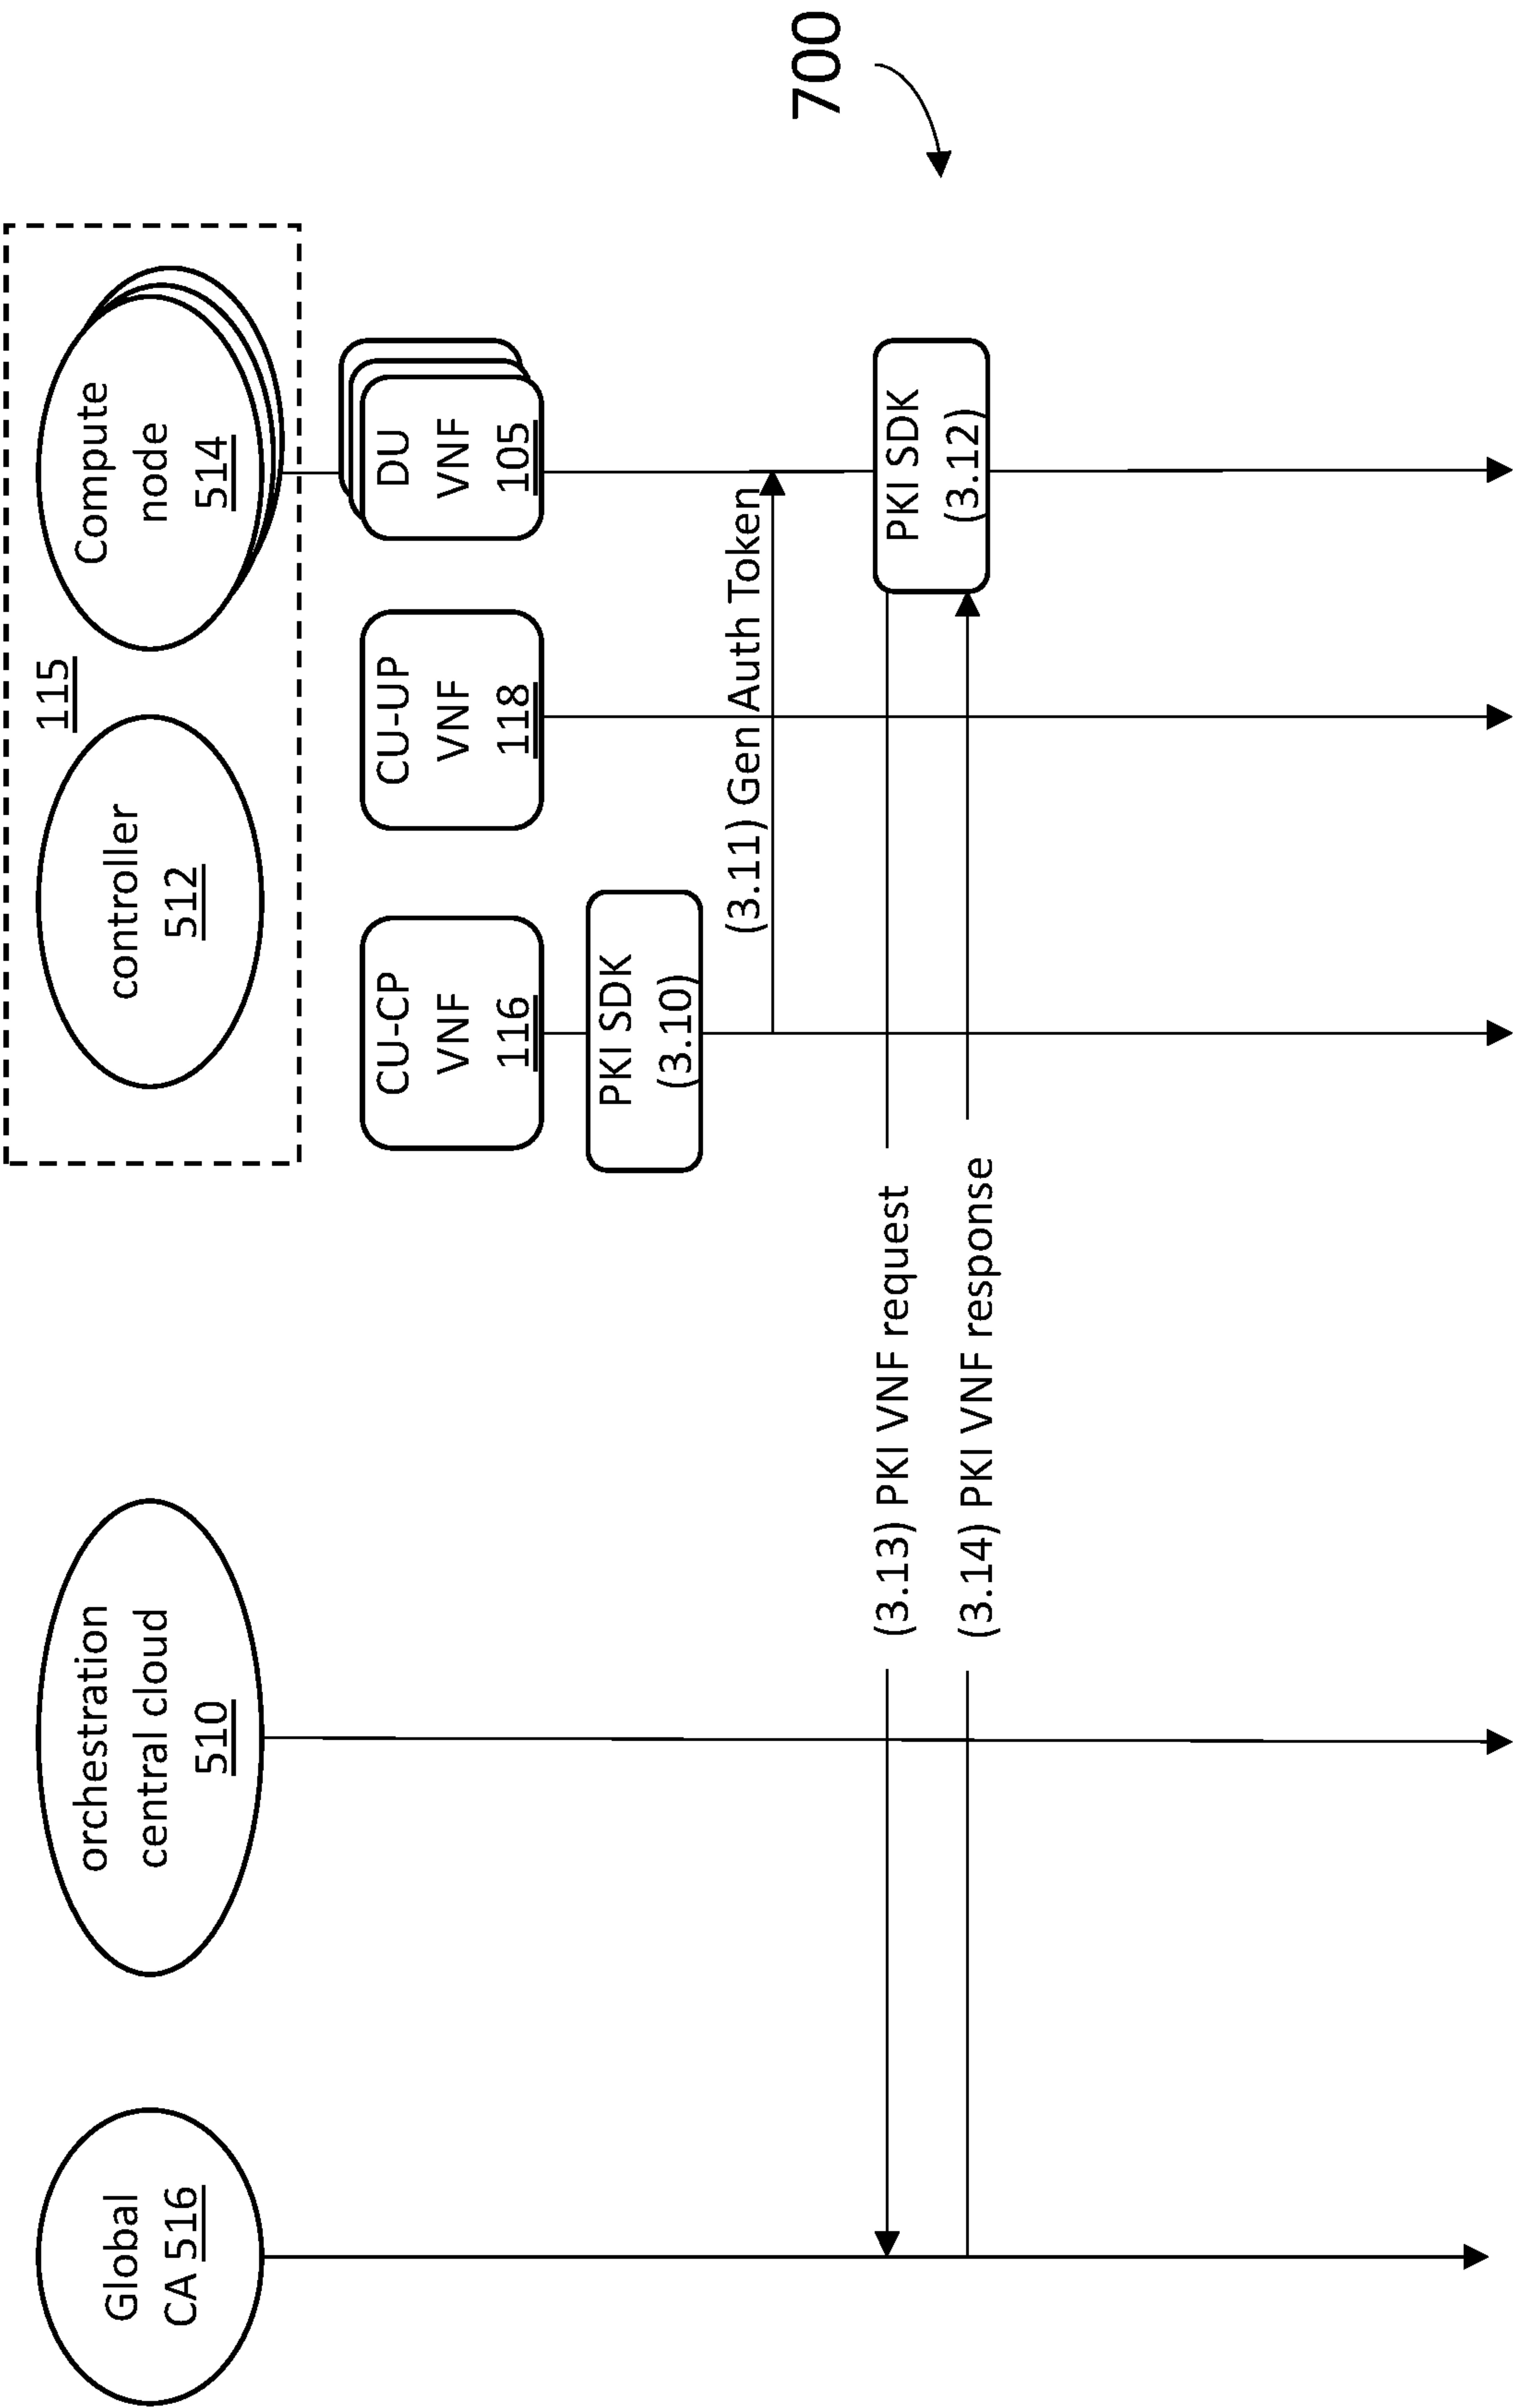 Global
CA 516
orchestration
central cloud
510
115
controller
512
Compute
node
514
CU-CP
VNF
116
CU-UP
VNF
118
DU
VNF
105
PKI SDK
(3.10)
(3.11) Gen Auth Token
PKI SDK
(3.12)
(3.13) PKI VNF request
(3.14) PKI VNF response
700